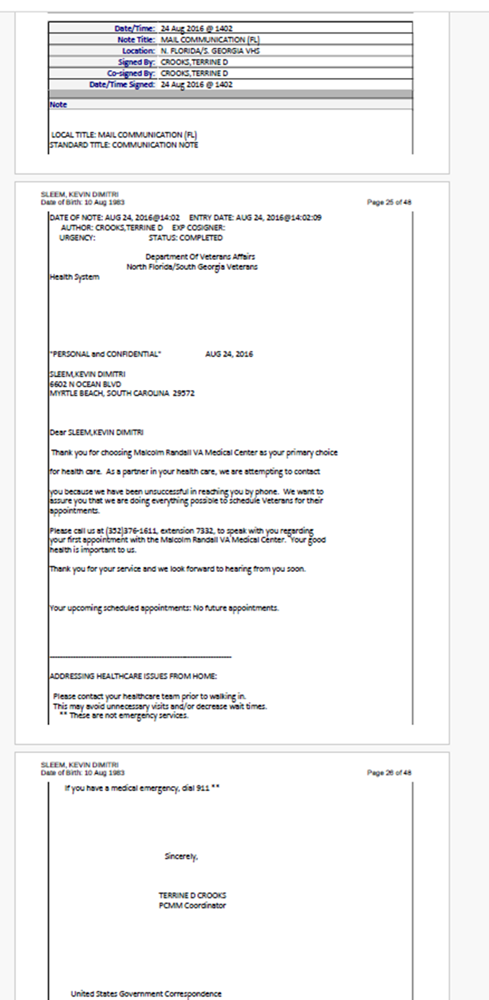 Date/Time: 24 Aug 2016 @ 1402
Note Title: MAIL COMMUNICATION (FL)
Location: N. FLORIDA/S. GEORGIA VHS
Signed By: CROOKS,TERRINE D
Co-signed By: CROOKS,TERRINE D
Date/Time Signed: 24 Aug 2016 @ 1402
Note
LOCAL TITLE: MAIL COMMUNICATION (FL)
STANDARD TITLE: COMMUNICATION NOTE
SLEEM, KEVIN DIMITRI
Date of Birth: 10 Aug 1983 Page 25 of 48
DATE OF NOTE: AUG 24, 2016@14:02 ENTRY DATE: AUG 24, 2016@14:02:09
AUTHOR: CROOKS,TERRINE D EXP COSIGNER:
URGENCY: STATUS: COMPLETED
Department Of Veterans Affairs
North Florida/South Georgia Veterans
Health System
"PERSONAL and CONFIDENTIAL" AUG 24, 2016
SLEEM,KEVIN DIMITRI
6602 N OCEAN BLVD
MYRTLE BEACH, SOUTH CAROLINA 29572
Dear SLEEM,KEVIN DIMITRI
Thank you for choosing Malcolm Randall VA Medical Center as your primary choice
for health care. As a partner in your health care, we are attempting to contact
you because we have been unsuccessful in reaching you by phone. We want to
assure you that we are doing everything possible to schedule Veterans for their
appointments.
Please call us at (352)376-1611, extension 7332, to speak with you regarding
your first appointment with the Malcolm Randall VA Medical Center. Your good
health is important to us.
Thank you for your service and we look forward to hearing from you soon.
Your upcoming scheduled appointments: No future appointments.
----------------------------------------------------------------------
ADDRESSING HEALTHCARE ISSUES FROM HOME:
Please contact your healthcare team prior to walking in.
This may avoid unnecessary visits and/or decrease wait times.
** These are not emergency services.
SLEEM, KEVIN DIMITRI
Date of Birth: 10 Aug 1983 Page 26 of 48
If you have a medical emergency, dial 911 **
Sincerely,
TERRINE D CROOKS
PCMM Coordinator
United States Government Correspondence